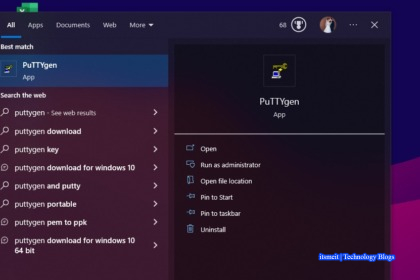 All Apps Documents Web More 68 ... 
Best match
PuTTYgen
App
Search the web
puttygen - See web results
puttygen download
puttygen key
puttygen download for windows 10
puttygen and putty
puttygen portable
puttygen pem to ppk
puttygen download for windows 10
64 bit
PuTTYgen
App
Open
Run as administrator
Open file location
Pin to Start
Pin to taskbar
Uninstall
itsmeit | Technology Blogs